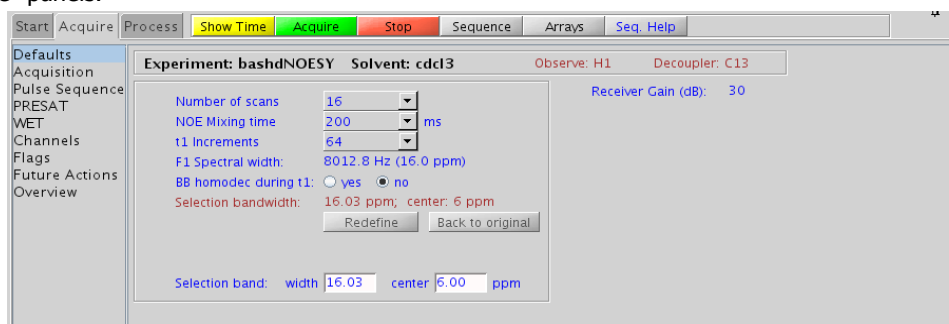 panels.
Start Acquire Process Show Time Acquire Stop Sequence Arrays Seq. Help
Defaults
Acquisition
Pulse Sequence
PRESAT
WET
Channels
Flags
Future Actions
Overview
Experiment: bashdNOESY Solvent: cdcl3 Observe: H1 Decoupler: C13
Number of scans 16
NOE Mixing time 200 ms
t1 Increments 64
F1 Spectral width: 8012.8 Hz (16.0 ppm)
BB homodec during t1: yes no
Selection bandwidth: 16.03 ppm; center: 6 ppm
Redefine Back to original
Selection band: width 16.03 center 6.00 ppm
Receiver Gain (dB): 30